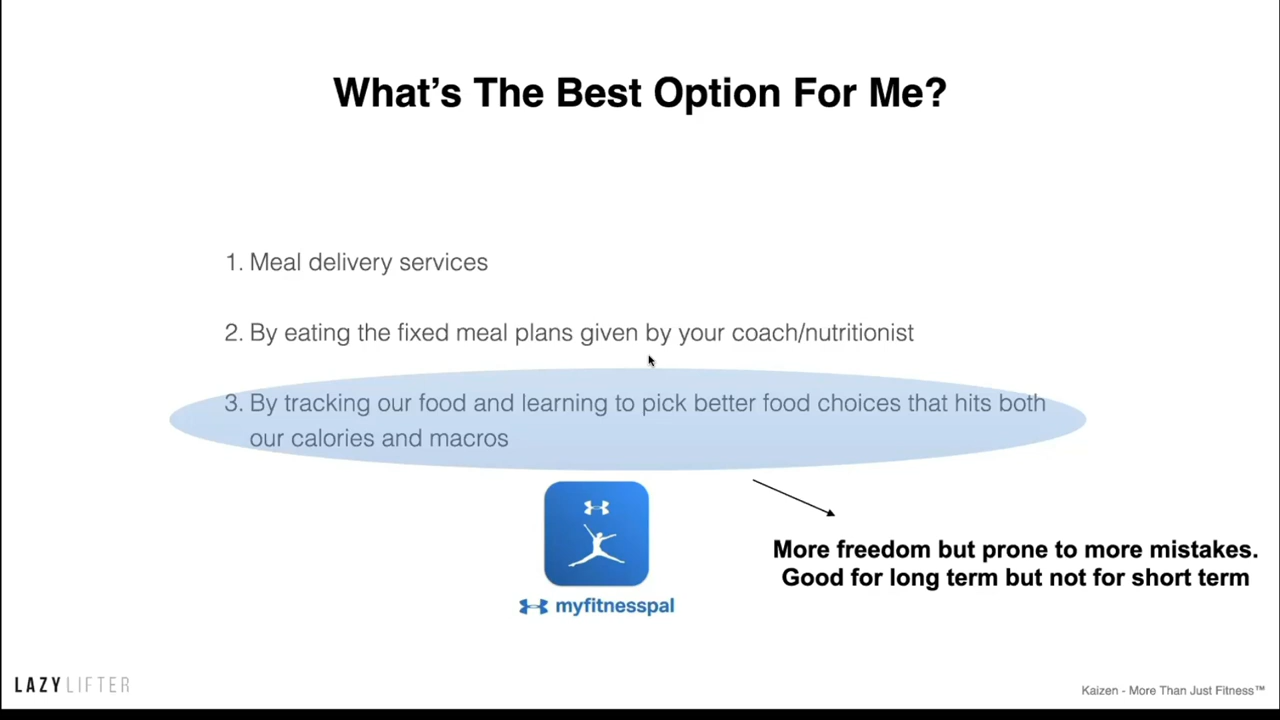 What's The Best Option For Me?
1. Meal delivery services
2. By eating the fixed meal plans given by your coach/nutritionist
3. By tracking our food and learning to pick better food choices that hits both
our calories and macros
myfitnesspal
More freedom but prone to more mistakes.
Good for long term but not for short term
LAZYLIFTER
Kaizen - More Than Just Fitness™